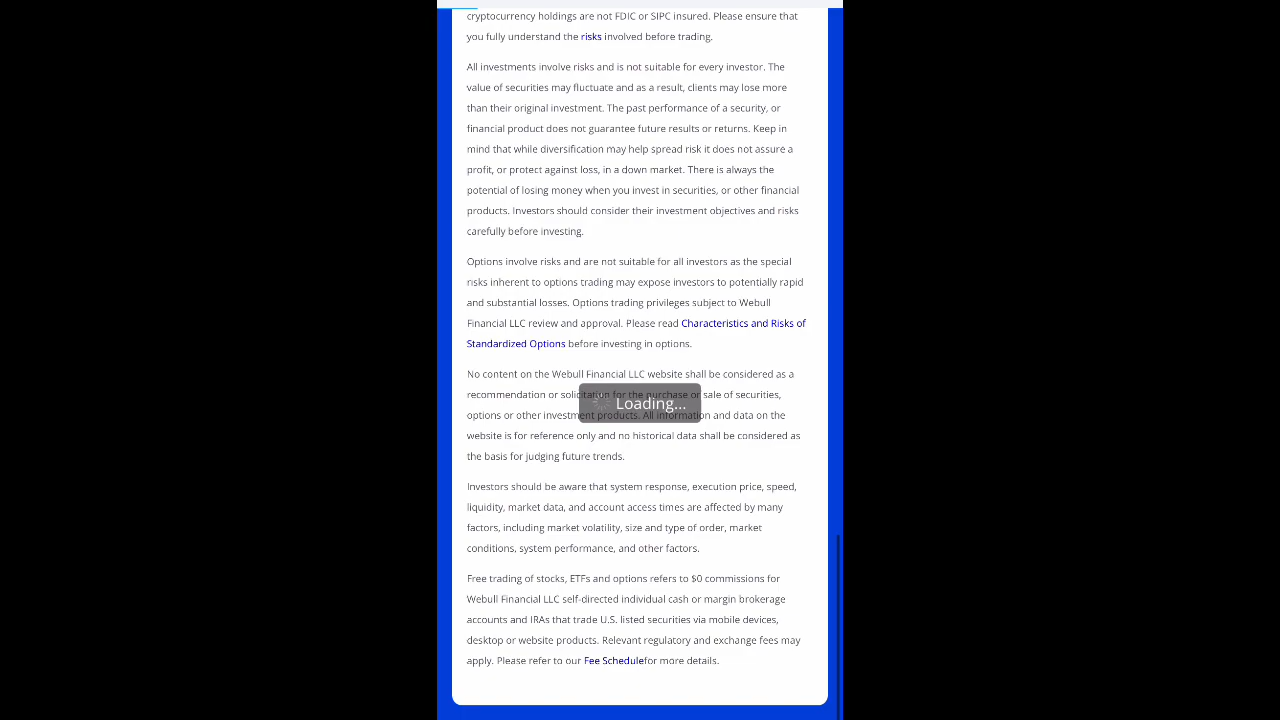 cryptocurrency holdings are not FDIC or SIPC insured. Please ensure that
you fully understand the risks involved before trading.
All investments involve risks and is not suitable for every investor. The
value of securities may fluctuate and as a result, clients may lose more
than their original investment. The past performance of a security, or
financial product does not guarantee future results or returns. Keep in
mind that while diversification may help spread risk it does not assure a
profit, or protect against loss, in a down market. There is always the
potential of losing money when you invest in securities, or other financial
products. Investors should consider their investment objectives and risks
carefully before investing.
Options involve risks and are not suitable for all investors as the special
risks inherent to options trading may expose investors to potentially rapid
and substantial losses. Options trading privileges subject to Webull
Financial LLC review and approval. Please read Characteristics and Risks of
Standardized Options before investing in options.
No content on the Webull Financial LLC website shall be considered as a
recommendation or solicitation for the purchase or sale of securities,
Loading...
options or other investment products. All information and data on the
website is for reference only and no historical data shall be considered as
the basis for judging future trends.
Investors should be aware that system response, execution price, speed,
liquidity, market data, and account access times are affected by many
factors, including market volatility, size and type of order, market
conditions, system performance, and other factors.
Free trading of stocks, ETFs and options refers to $0 commissions for
Webull Financial LLC self-directed individual cash or margin brokerage
accounts and IRAs that trade U.S. listed securities via mobile devices,
desktop or website products. Relevant regulatory and exchange fees may
apply. Please refer to our Fee Schedulefor more details.